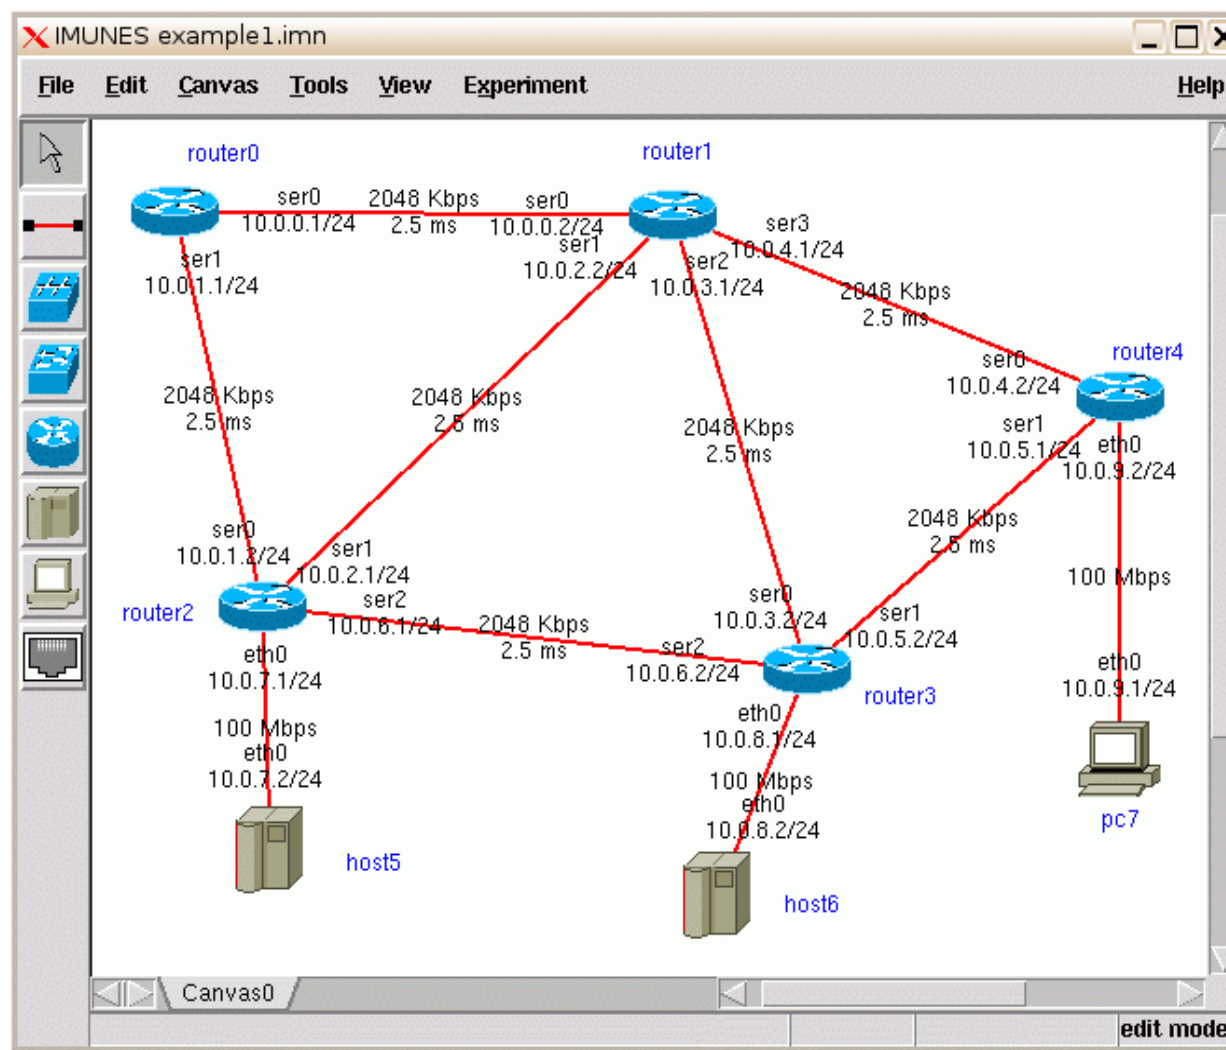 IMUNES example1.imn
File Edit Canvas Tools View Experiment Help
router0
router1
ser0
10.0.0.1/24
2048 Kbps
2.5 ms
ser0
10.0.0.2/24
ser3
10.0.4.1/24
ser1
10.0.1.1/24
ser1
10.0.2.2/24
ser2
10.0.3.1/24
2048 Kbps
2.5 ms
router4
ser0
10.0.4.2/24
2048 Kbps
2.5 ms
2048 Kbps
2.5 ms
2048 Kbps
2.5 ms
ser1
10.0.5.1/24
eth0
10.0.9.2/24
2048 Kbps
2.5 ms
ser0
10.0.1.2/24
ser1
10.0.2.1/24
100 Mbps
router2
ser2
10.0.6.1/24
2048 Kbps
2.5 ms
ser0
10.0.3.2/24
ser1
10.0.5.2/24
ser2
10.0.6.2/24
router3
eth0
10.0.7.1/24
eth0
10.0.9.1/24
100 Mbps
eth0
10.0.7.2/24
eth0
10.0.8.1/24
100 Mbps
eth0
10.0.8.2/24
pc7
host5
host6
Canvas0
edit mode